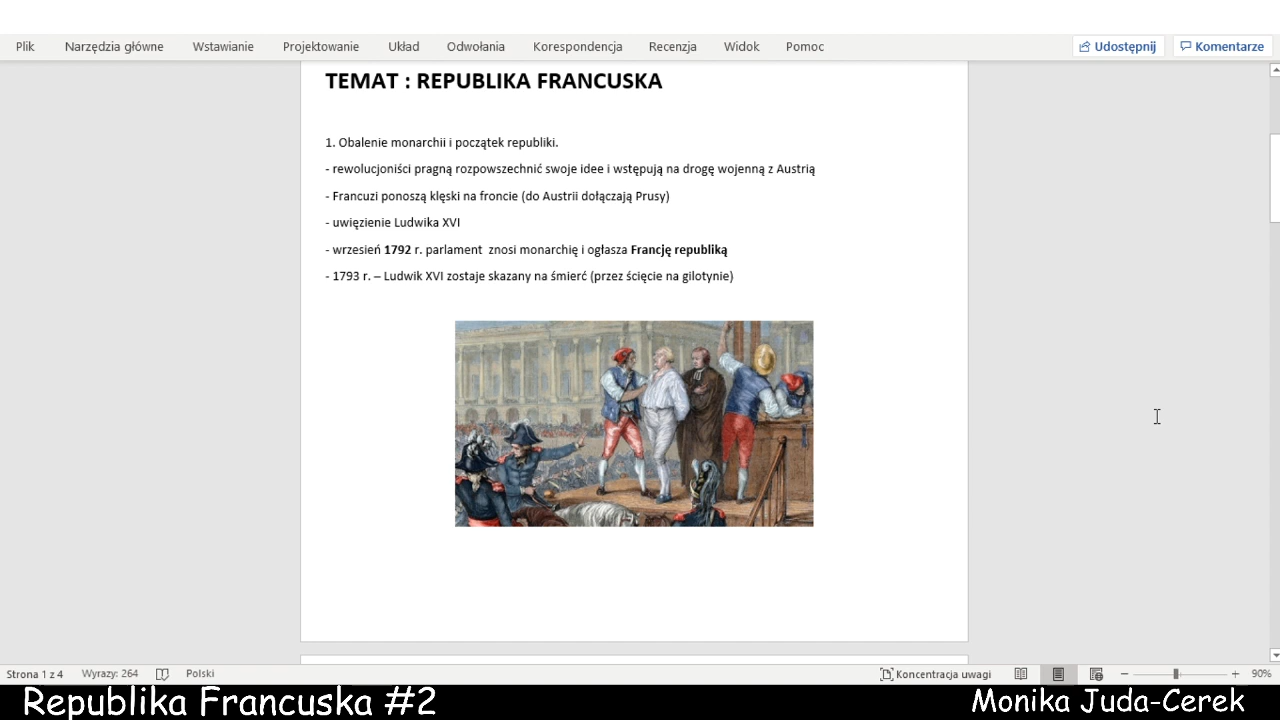 Plik Narzędzia główne Wstawianie Projektowanie Układ Odwołania Korespondencja Recenzja Widok Pomoc Udostępnij Komentarze
TEMAT : REPUBLIKA FRANCUSKA
1. Obalenie monarchii i początek republiki.
- rewolucjoniści pragną rozpowszechnić swoje idee i wstępują na drogę wojenną z Austrią
- Francuzi ponoszą klęski na froncie (do Austrii dołączają Prusy)
- uwięzienie Ludwika XVI
- wrzesień 1792 r. parlament znosi monarchię i ogłasza Francję republiką
- 1793 r. – Ludwik XVI zostaje skazany na śmierć (przez ścięcie na gilotynie)
Strona 1 z 4 Wyrazy: 264 Polski Koncentracja uwagi 90%
Republika Francuska #2 Monika Juda-Cerek